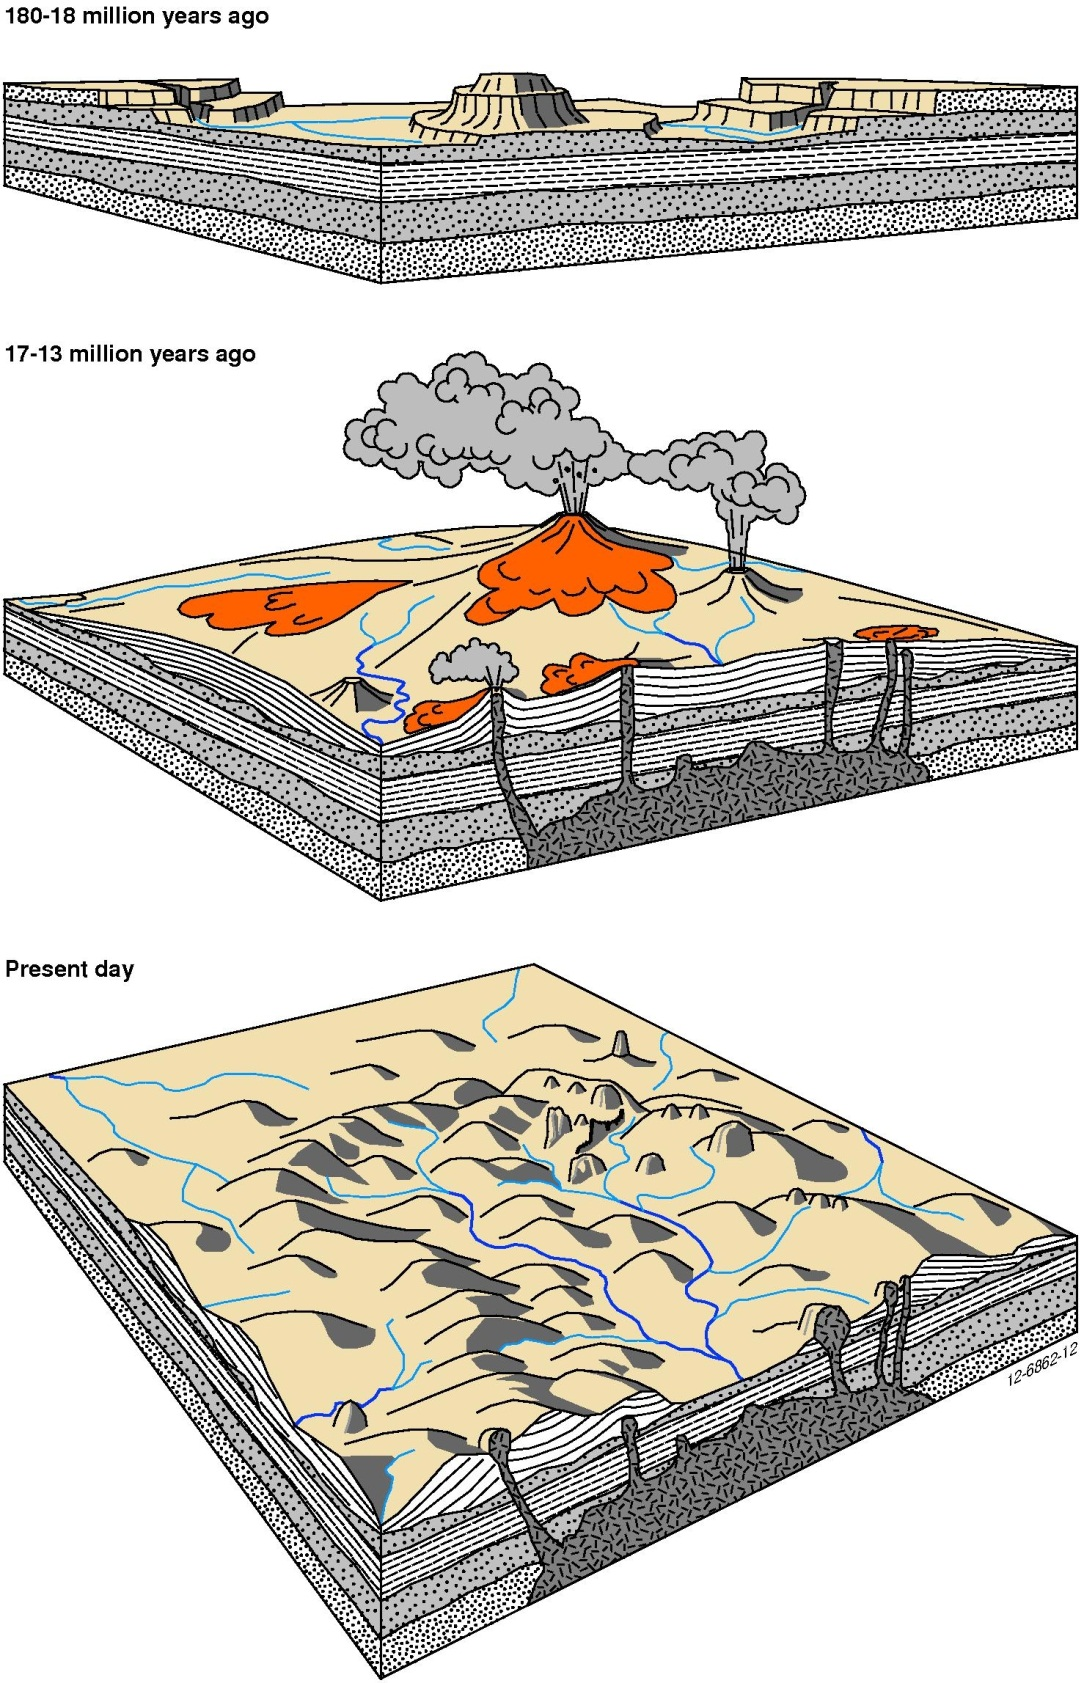 180-18 million years ago
17-13 million years ago
Present day
12-6862-12